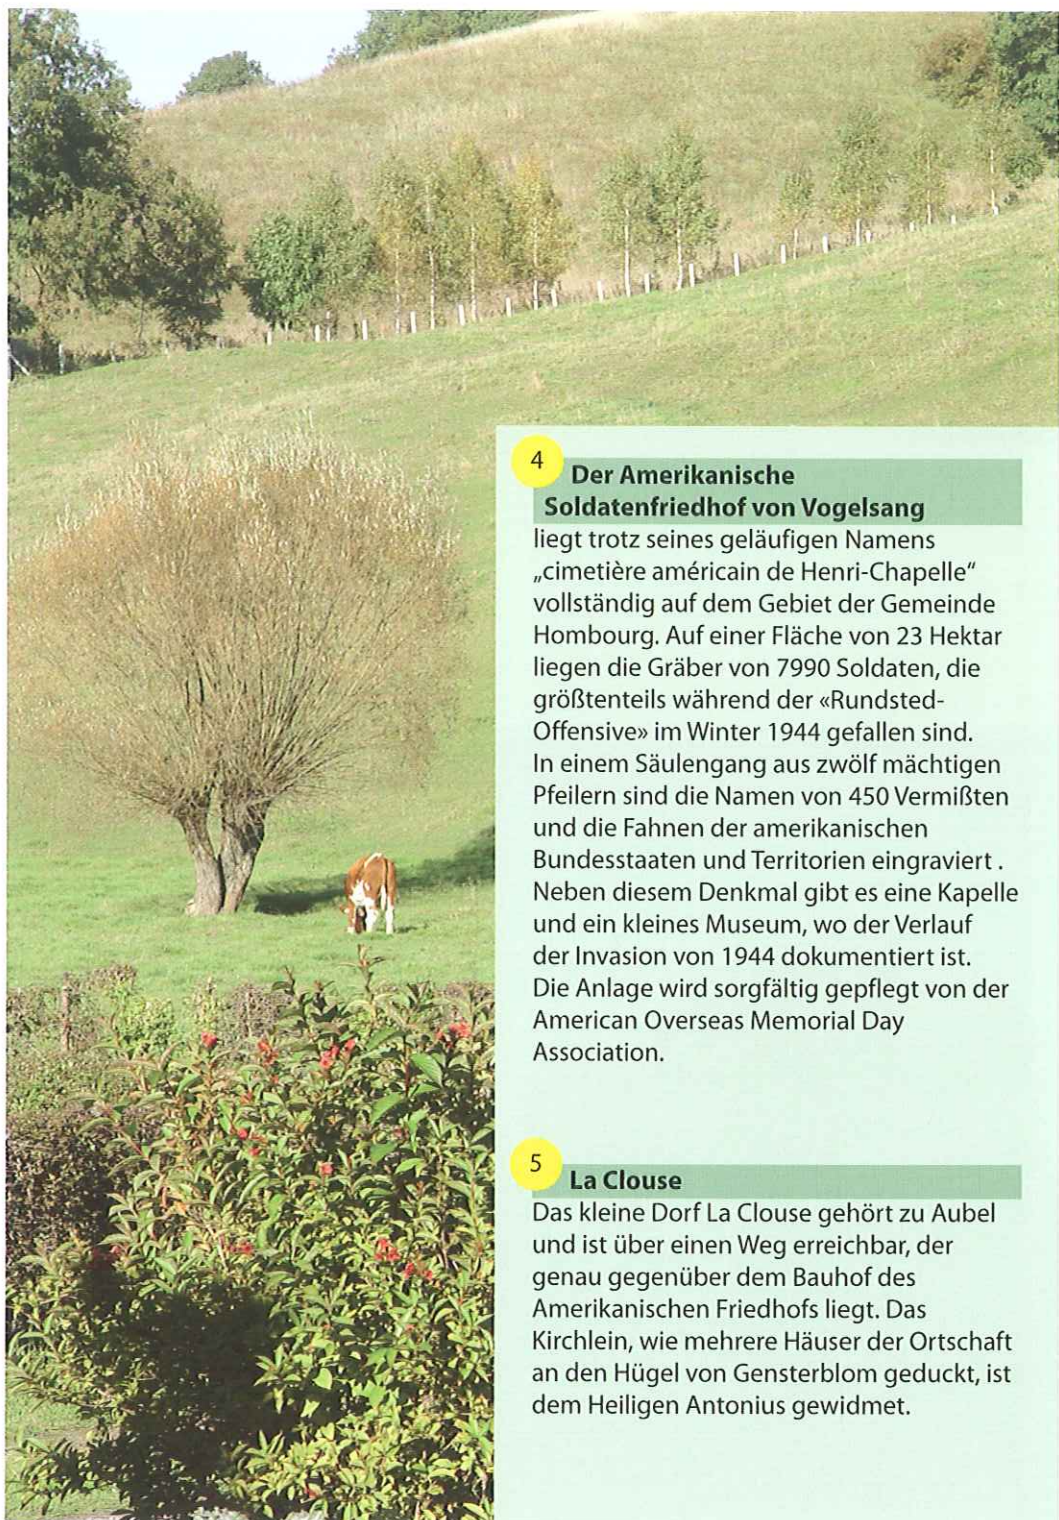 4
Der Amerikanische
Soldatenfriedhof von Vogelsang
liegt trotz seines geläufigen Namens
„cimetière américain de Henri-Chapelle“
vollständig auf dem Gebiet der Gemeinde
Hombourg. Auf einer Fläche von 23 Hektar
liegen die Gräber von 7990 Soldaten, die
größtenteils während der «Rundsted-
Offensive» im Winter 1944 gefallen sind.
In einem Säulengang aus zwölf mächtigen
Pfeilern sind die Namen von 450 Vermißten
und die Fahnen der amerikanischen
Bundesstaaten und Territorien eingraviert .
Neben diesem Denkmal gibt es eine Kapelle
und ein kleines Museum, wo der Verlauf
der Invasion von 1944 dokumentiert ist.
Die Anlage wird sorgfältig gepflegt von der
American Overseas Memorial Day
Association.
5
La Clouse
Das kleine Dorf La Clouse gehört zu Aubel
und ist über einen Weg erreichbar, der
genau gegenüber dem Bauhof des
Amerikanischen Friedhofs liegt. Das
Kirchlein, wie mehrere Häuser der Ortschaft
an den Hügel von Gensterblom geduckt, ist
dem Heiligen Antonius gewidmet.